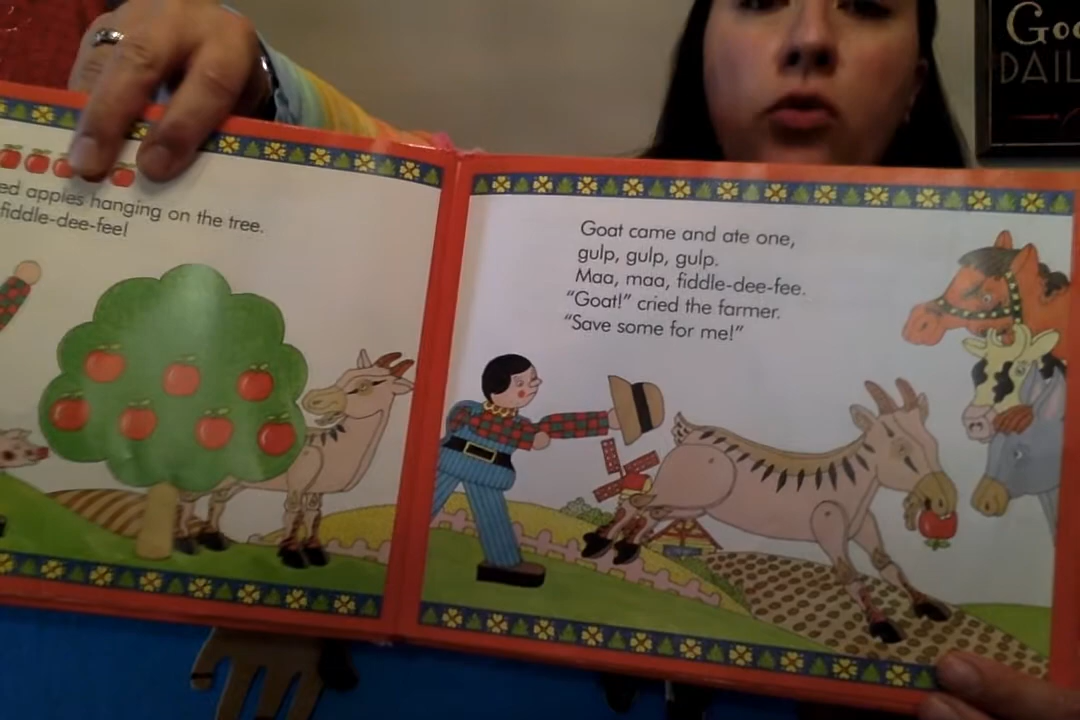 ed apples hanging on the tree.
fiddle-dee-fee!
Goat came and ate one,
gulp, gulp, gulp.
Maa, maa, fiddle-dee-fee.
“Goat!” cried the farmer.
“Save some for me!”
Goo
DAIL